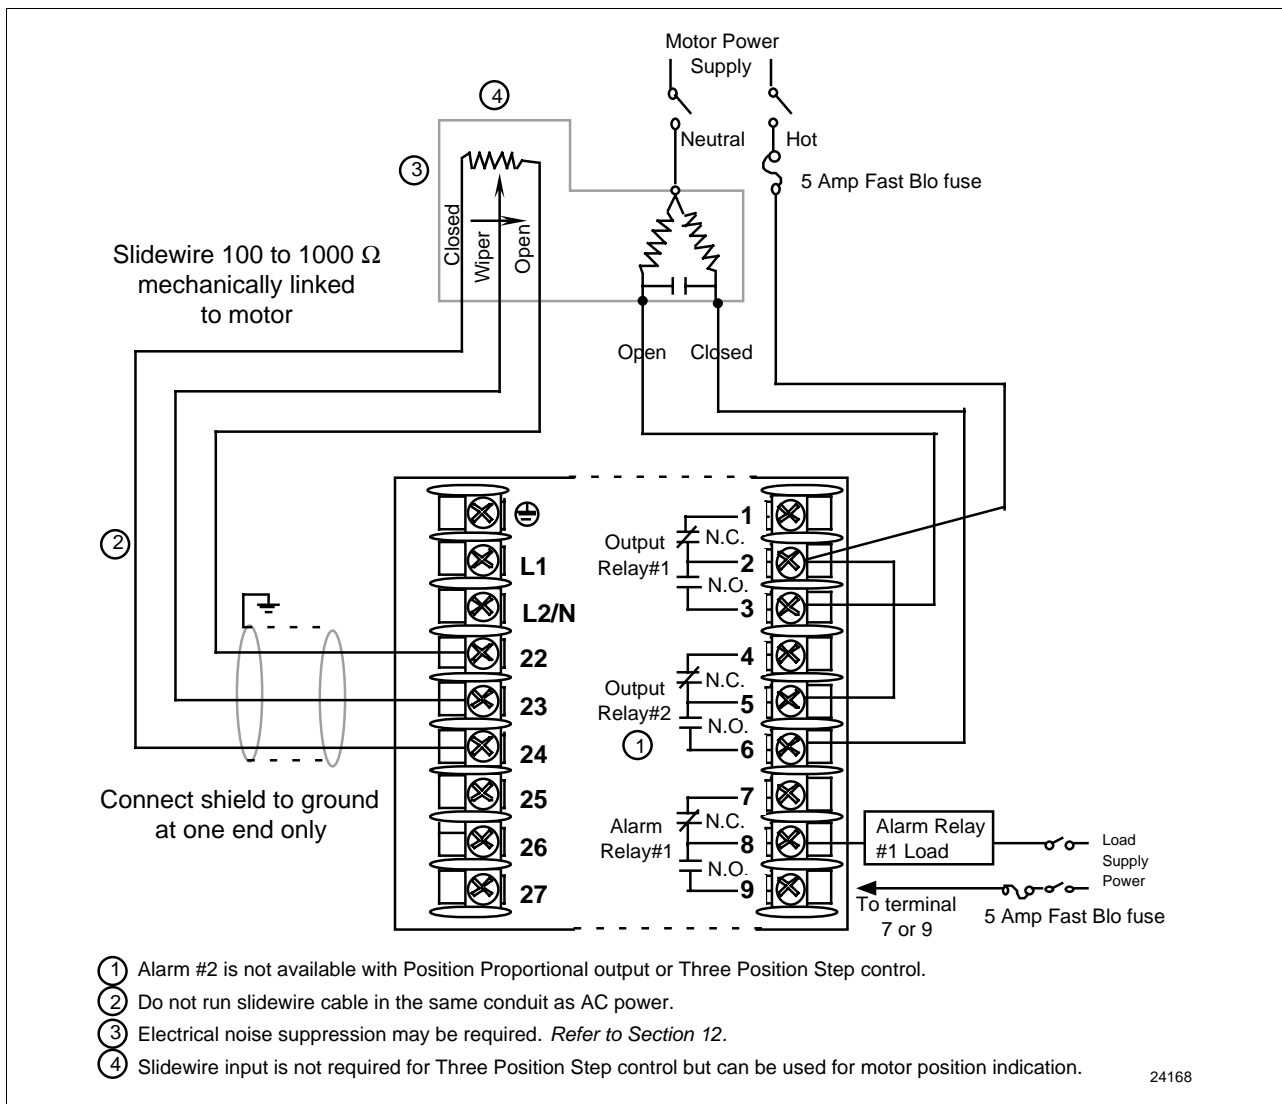 Motor Power
Supply
4
Neutral
Hot
3
5 Amp Fast Blo fuse
Closed
Wiper
Open
Slidewire 100 to 1000 Ω
mechanically linked
to motor
Open
Closed
2
L1
L2/N
22
23
24
25
26
27
Output
Relay#1
1
N.C.
2
N.O.
3
Output
Relay#2
1
4
N.C.
5
N.O.
6
Alarm
Relay#1
7
N.C.
8
N.O.
9
Connect shield to ground
at one end only
Alarm Relay
#1 Load
Load
Supply
Power
To terminal
7 or 9
5 Amp Fast Blo fuse
1 Alarm #2 is not available with Position Proportional output or Three Position Step control.
2 Do not run slidewire cable in the same conduit as AC power.
3 Electrical noise suppression may be required. Refer to Section 12.
4 Slidewire input is not required for Three Position Step control but can be used for motor position indication.
24168